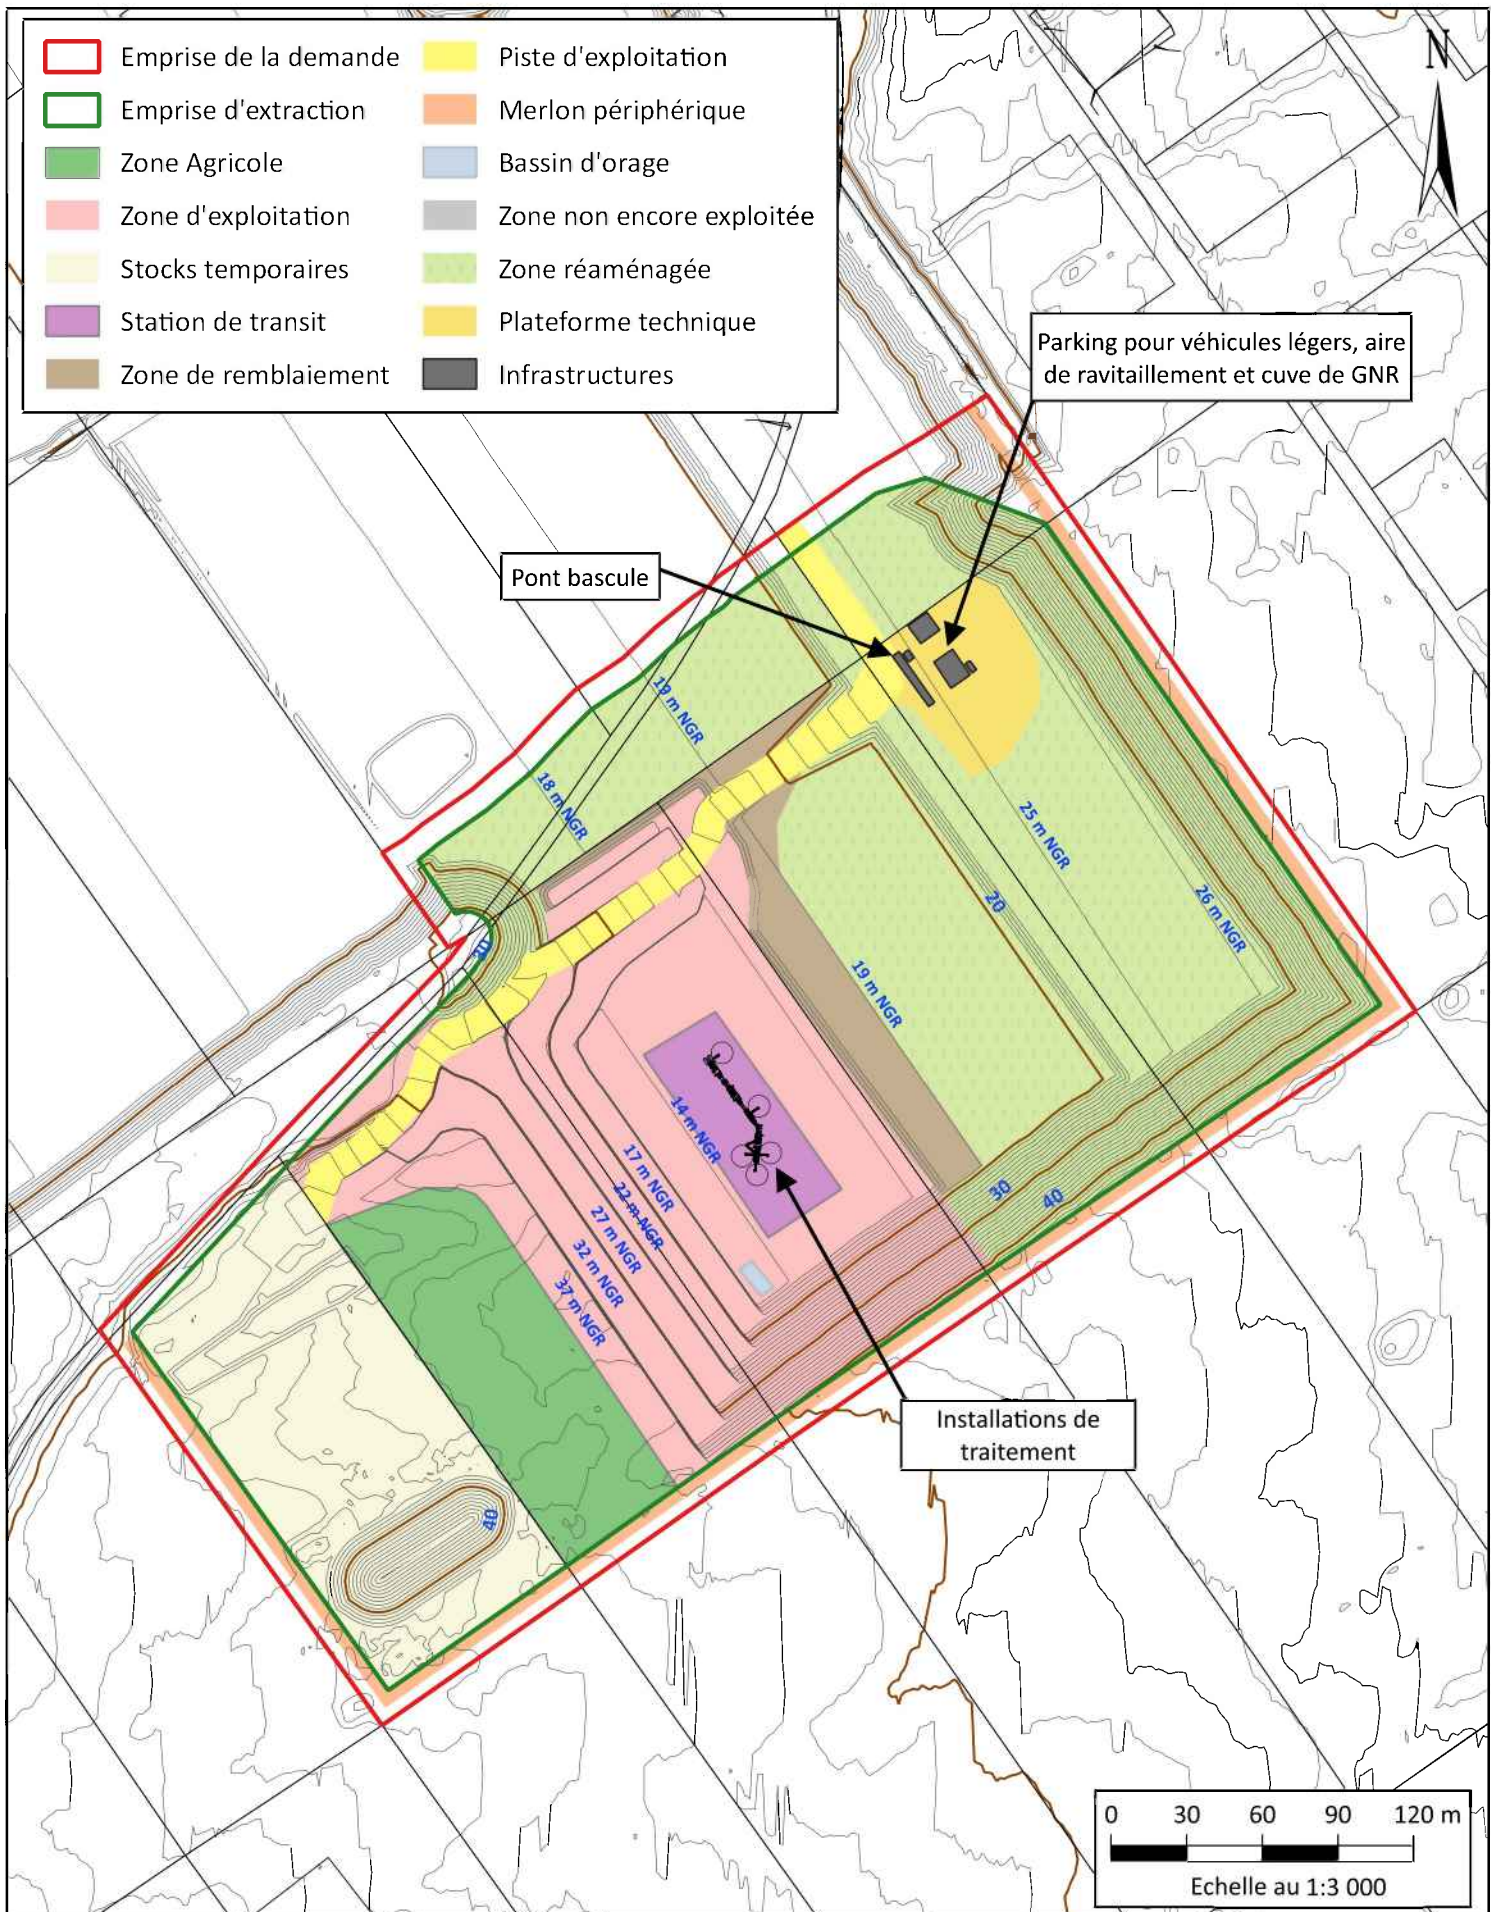 Emprise de la demande
Emprise d'extraction
Zone Agricole
Zone d'exploitation
Stocks temporaires
Station de transit
Zone de remblaiement
Piste d'exploitation
Merlon périphérique
Bassin d'orage
Zone non encore exploitée
Zone réaménagée
Plateforme technique
Infrastructures
N
Parking pour véhicules légers, aire
de ravitaillement et cuve de GNR
Pont bascule
19 m NGR
18 m NGR
25 m NGR
20
26 m NGR
30
19 m NGR
14 m NGR
17 m NGR
22 m NGR
27 m NGR
32 m NGR
37 m NGR
30
40
Installations de
traitement
40
0 30 60 90 120 m
Echelle au 1:3 000